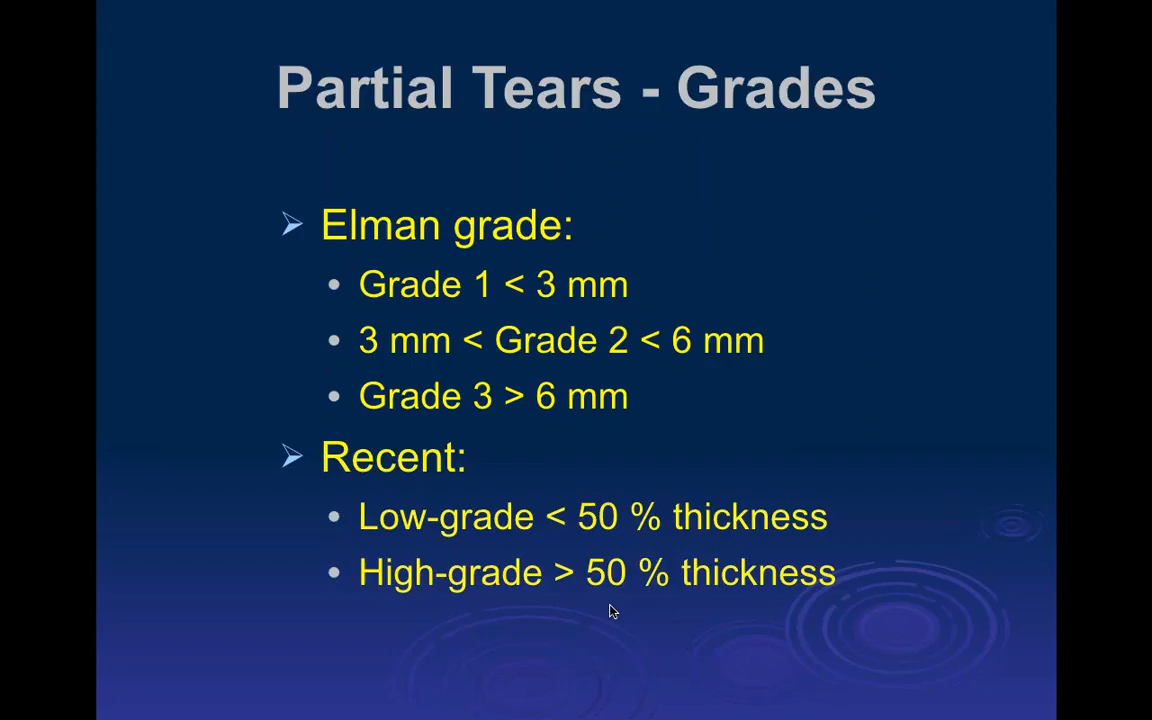 Partial Tears - Grades
Elman grade:
Grade 1 < 3 mm
3 mm < Grade 2 < 6 mm
Grade 3 > 6 mm
Recent:
Low-grade < 50 % thickness
High-grade > 50 % thickness